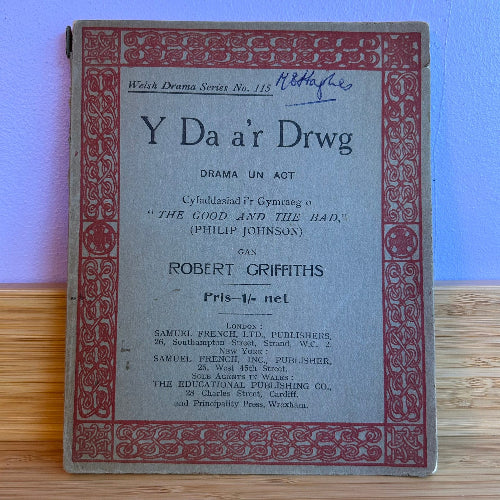 Welsh Drama Series No. 115
M E Hughes
Y Da a'r Drwg
DRAMA UN ACT
Cyfaddasiad i'r Gymraeg o
"THE GOOD AND THE BAD,"
(PHILIP JOHNSON)
GAN
ROBERT GRIFFITHS
Pris—1/- net.
LONDON:
SAMUEL FRENCH, LTD., PUBLISHERS,
26, Southampton Street, Strand, W.C. 2.
New York:
SAMUEL FRENCH, INC., PUBLISHER,
25, West 45th Street.
SOLE AGENTS IN WALES:
THE EDUCATIONAL PUBLISHING CO.,
28 Charles Street, Cardiff.
and Principality Press, Wrexham.